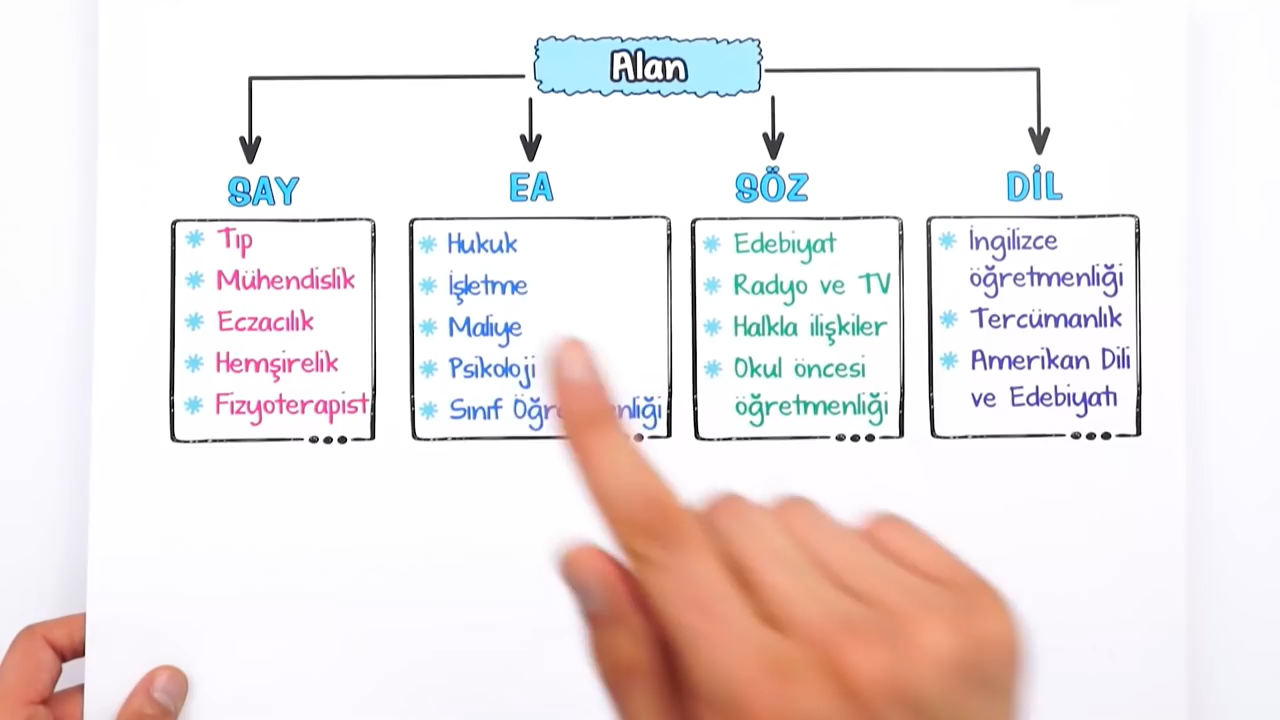 Alan
SAY
Tıp
Mühendislik
Eczacılık
Hemşirelik
Fizyoterapist
EA
Hukuk
İşletme
Maliye
Psikoloji
Sınıf
SÖZ
Edebiyat
Radyo ve TV
Halkla ilişkiler
Okul öncesi
öğretmenliği
DİL
İngilizce
öğretmenliği
Tercümanlık
Amerikan Dili
ve Edebiyatı